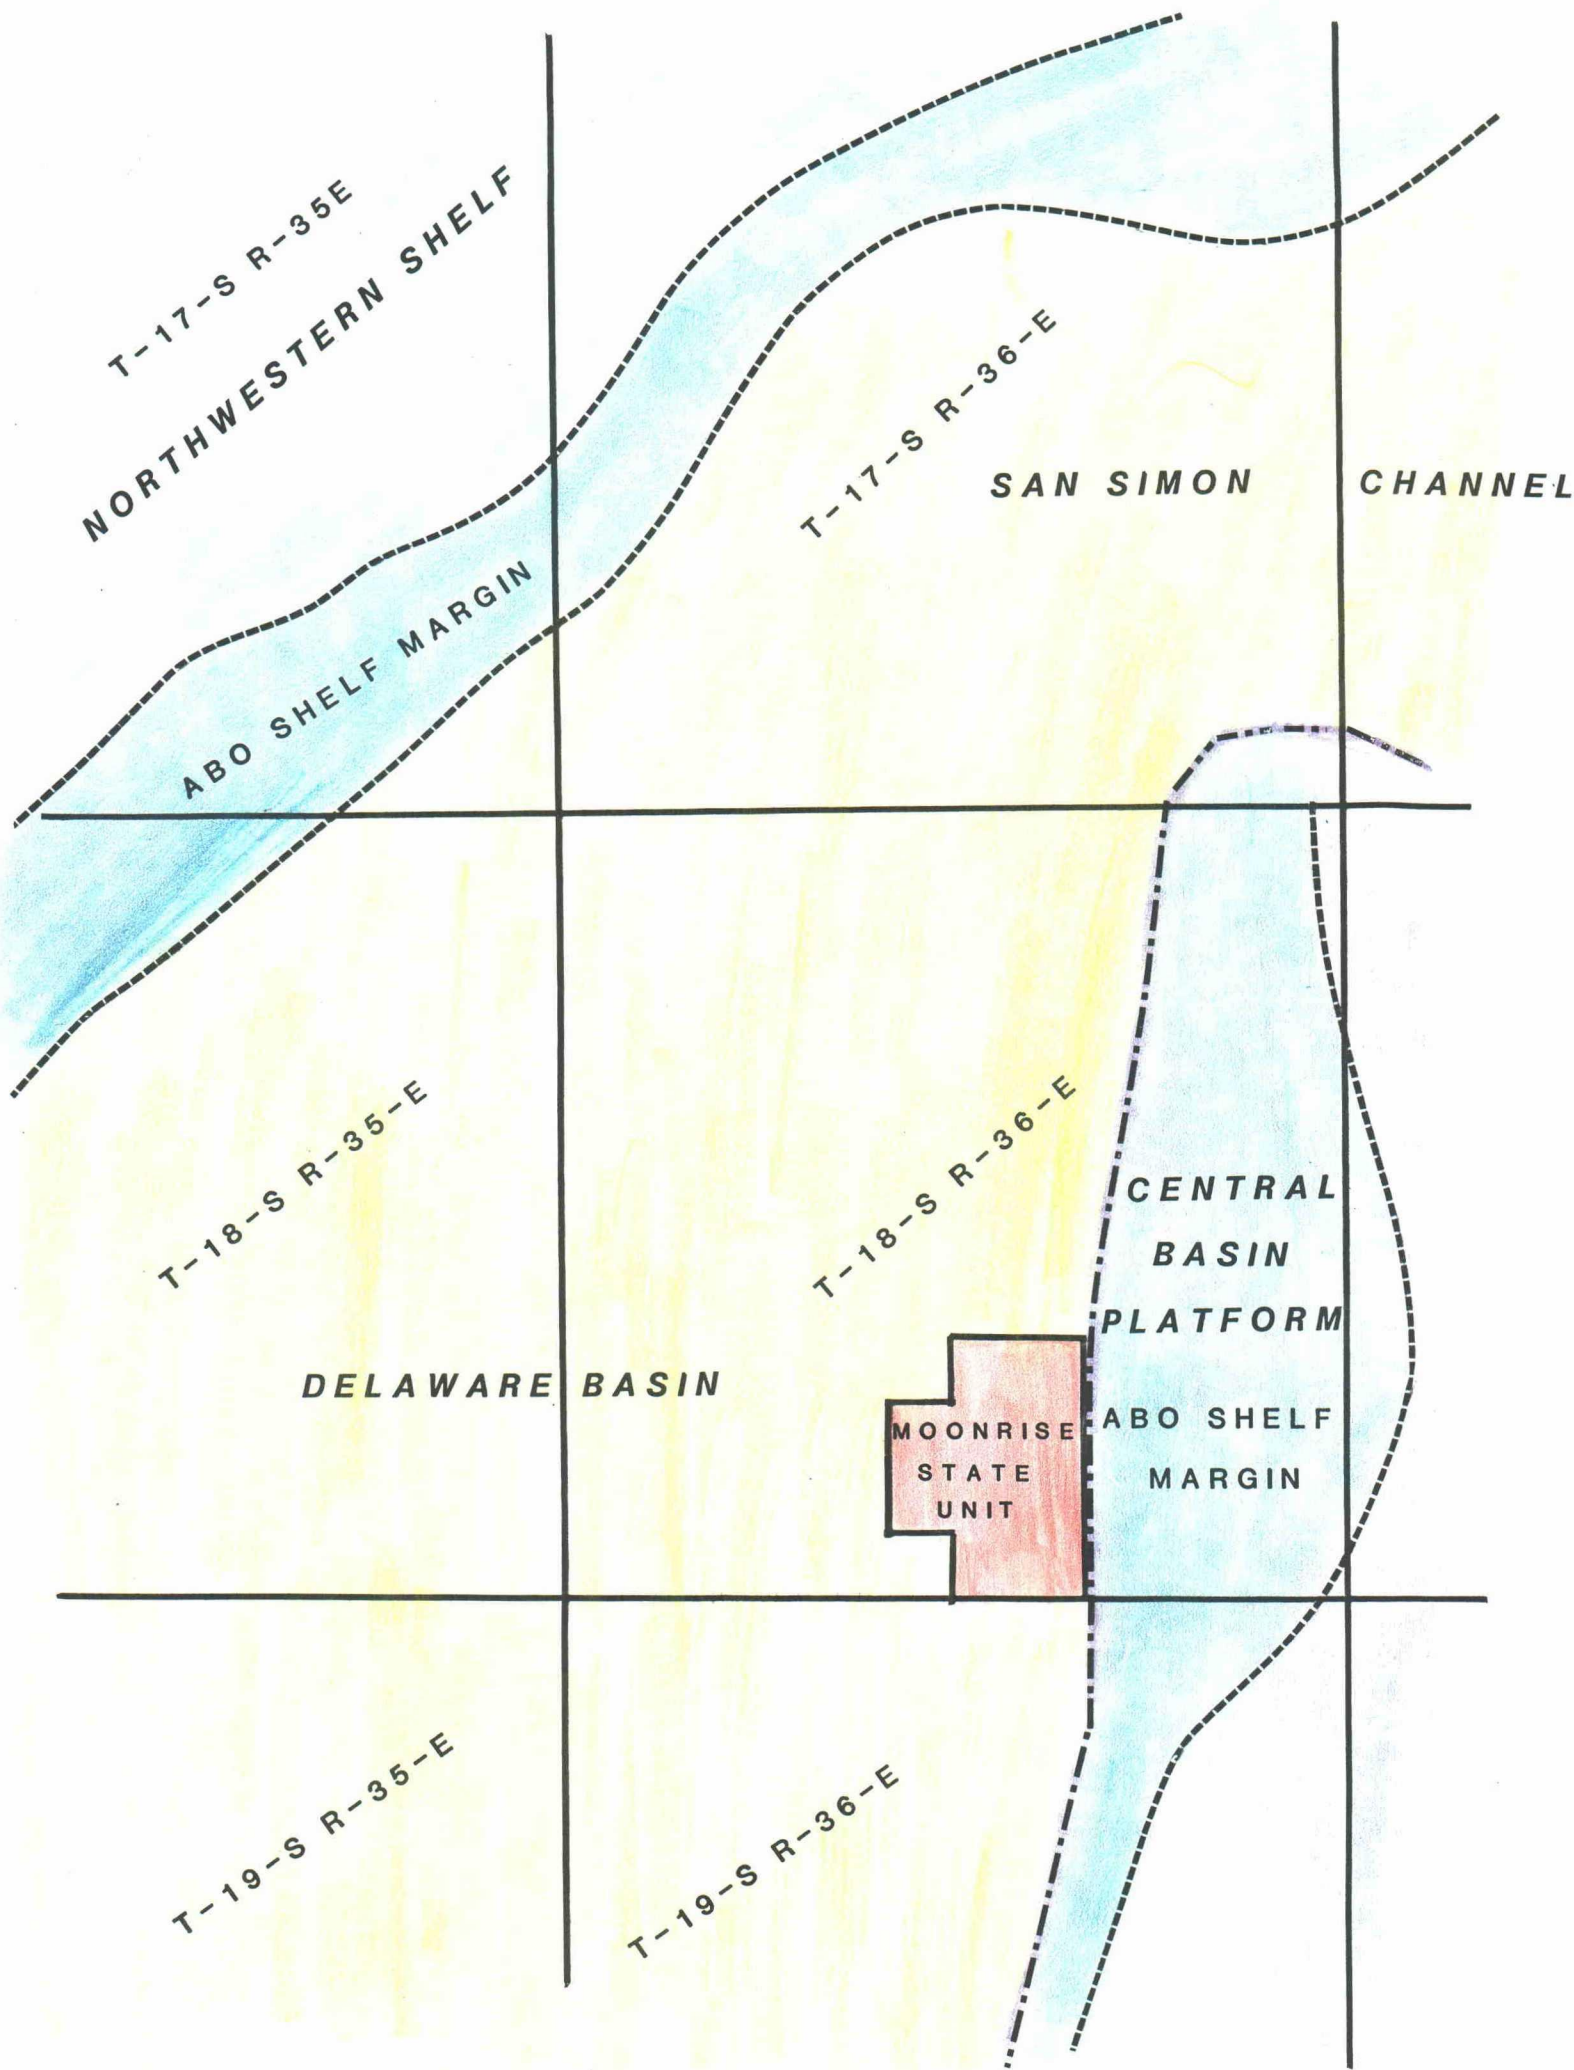 T-17-S R-35E
NORTHWESTERN SHELF
T-17-S R-36-E
SAN SIMON CHANNEL
ABO SHELF MARGIN
T-18-S R-35-E
T-18-S R-36-E
CENTRAL
BASIN
PLATFORM
DELAWARE BASIN
ABO SHELF
MARGIN
MOONRISE
STATE
UNIT
T-19-S R-35-E
T-19-S R-36-E